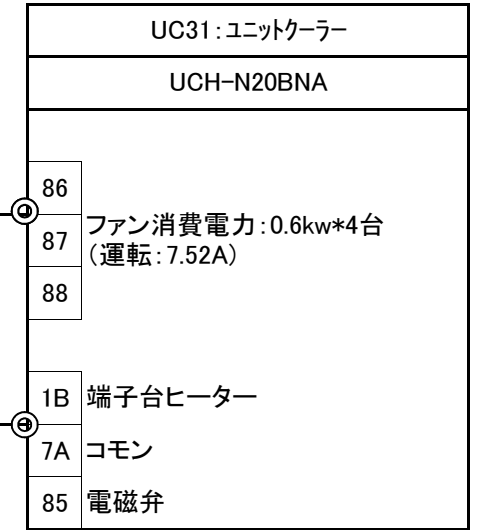 UC31：ユニットクーラー
UCH-N20BNA
86
87
88
ファン消費電力：0.6kw*4台
（運転：7.52A）
1B 端子台ヒーター
7A コモン
85 電磁弁